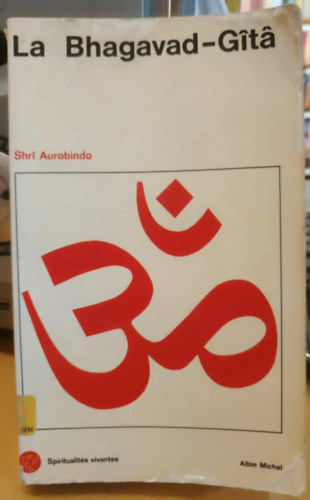 La Bhagavad-Gîtâ
Shrî Aurobindo
ॐ
Spiritualités vivantes
Albin Michel